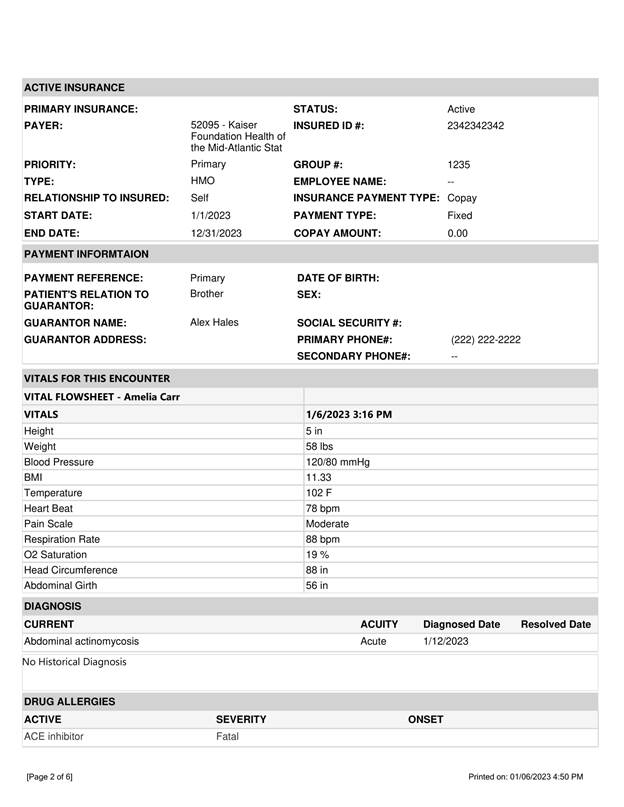 ACTIVE INSURANCE
PRIMARY INSURANCE: STATUS: Active
PAYER: 52095 - Kaiser INSURED ID #: 2342342342
Foundation Health of
the Mid-Atlantic Stat
PRIORITY: Primary GROUP #: 1235
TYPE: HMO EMPLOYEE NAME: --
RELATIONSHIP TO INSURED: Self INSURANCE PAYMENT TYPE: Copay
START DATE: 1/1/2023 PAYMENT TYPE: Fixed
END DATE: 12/31/2023 COPAY AMOUNT: 0.00
PAYMENT INFORMTAION
PAYMENT REFERENCE: Primary DATE OF BIRTH:
PATIENT'S RELATION TO Brother SEX:
GUARANTOR:
GUARANTOR NAME: Alex Hales SOCIAL SECURITY #:
GUARANTOR ADDRESS: PRIMARY PHONE#: (222) 222-2222
SECONDARY PHONE#: --
VITALS FOR THIS ENCOUNTER
VITAL FLOWSHEET - Amelia Carr
VITALS 1/6/2023 3:16 PM
Height 5 in
Weight 58 lbs
Blood Pressure 120/80 mmHg
BMI 11.33
Temperature 102 F
Heart Beat 78 bpm
Pain Scale Moderate
Respiration Rate 88 bpm
O2 Saturation 19 %
Head Circumference 88 in
Abdominal Girth 56 in
DIAGNOSIS
CURRENT ACUITY Diagnosed Date Resolved Date
Abdominal actinomycosis Acute 1/12/2023
No Historical Diagnosis
DRUG ALLERGIES
ACTIVE SEVERITY ONSET
ACE inhibitor Fatal
[Page 2 of 6] Printed on: 01/06/2023 4:50 PM